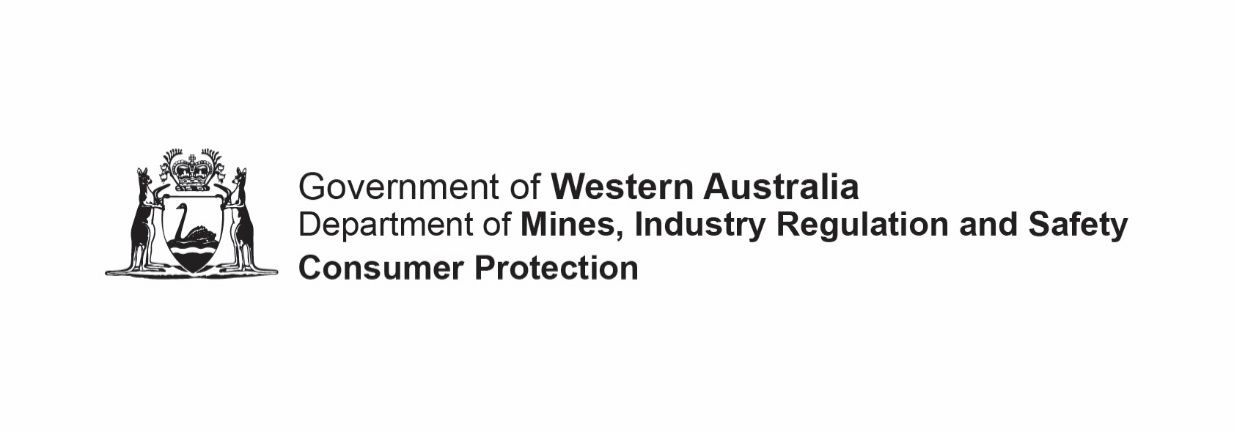 Government of Western Australia
Department of Mines, Industry Regulation and Safety
Consumer Protection